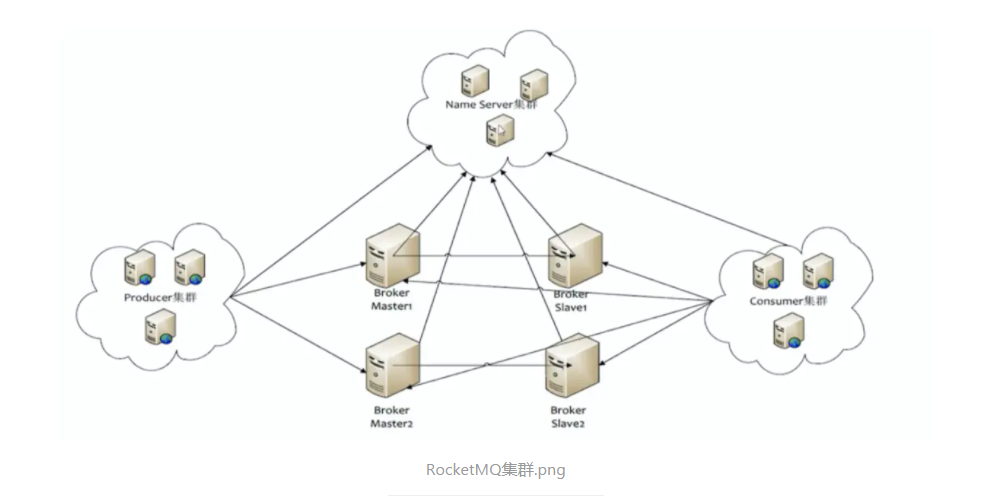 Name Server集群
Producer集群
Broker
Master1
Broker
Slave1
Consumer集群
Broker
Master2
Broker
Slave2
RocketMQ集群.png